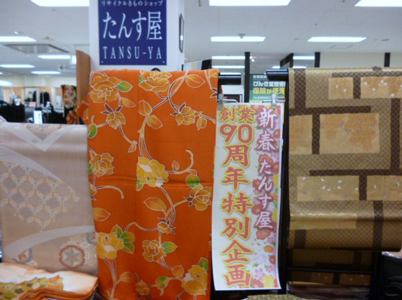 リサイクルきものショップ
たんす屋
TANSU-YA
新春 たんす屋
創業
90周年特別企画